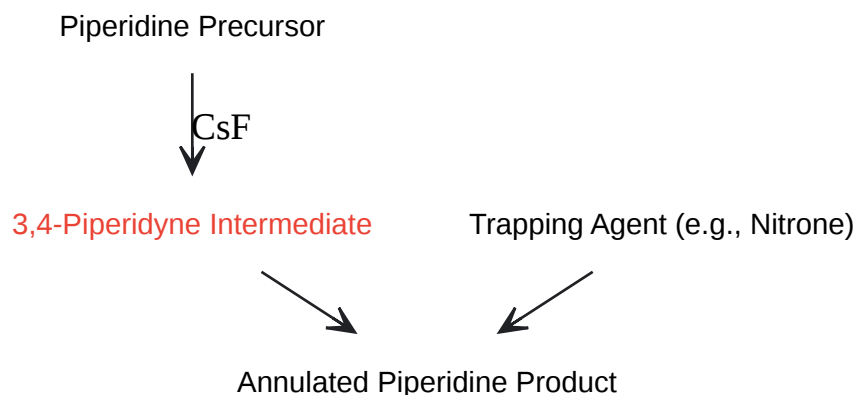 Piperidine Precursor
CsF
3,4-Piperidyne Intermediate
Trapping Agent (e.g., Nitrone)
Annulated Piperidine Product